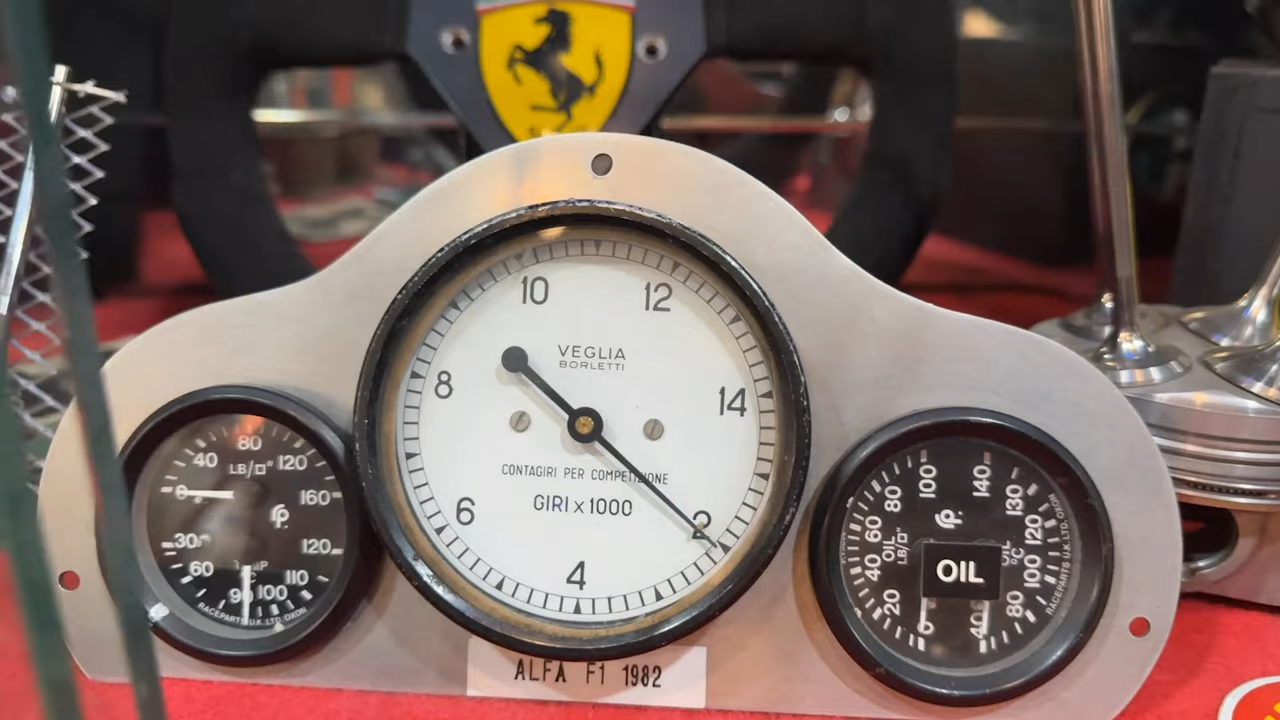 10
12
VEGLIA
BORLETTI
8
14
CONTAGIRI PER COMPETIZIONE
GIRI x 1000
6
2
4
80
40
LB/□"
120
0
160
30
120
60
°C
110
90
100
RACEPARTS U.K. LTD. OXON
100
140
80
130
60
OIL
LB/□"
OIL
°C
120
40
OIL
100
20
80
0
40
RACEPARTS U.K. LTD. OXON
ALFA F1 1982